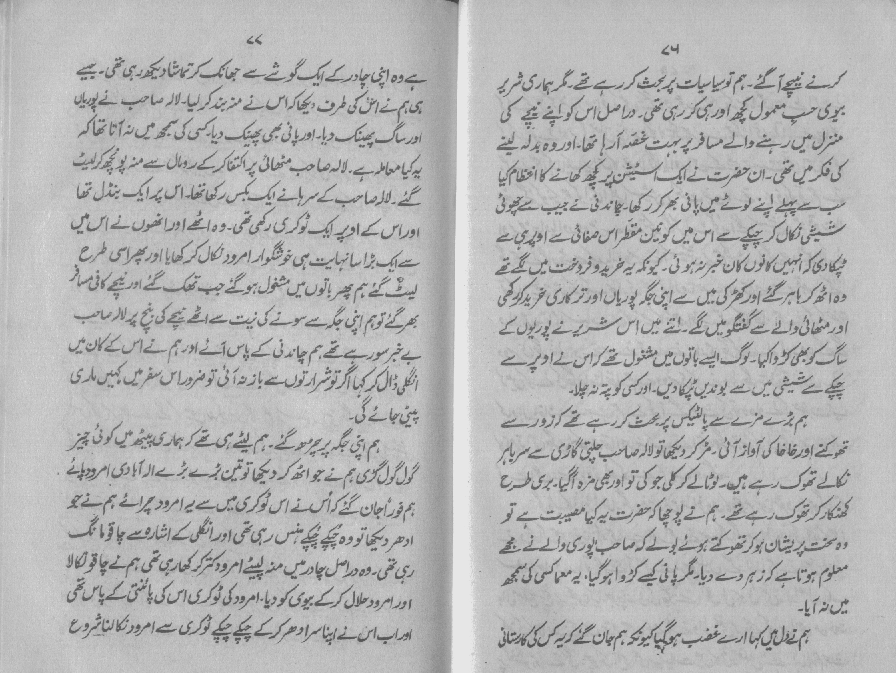 ۷۶
کرنے نیچے آ گئے۔ ہم تو سیاسیات پر بحث کر رہے تھے۔ مگر ہماری شریر
بیوی حسبِ معمول کچھ اور ہی کر رہی تھی۔ دراصل اس کو اپنے نیچے کی
منزل میں رہنے والے مسافر پر بہت غصہ آ رہا تھا۔ اور وہ بدلہ لینے
کی فکر میں تھی۔ ان حضرت نے ایک اسٹیشن پر کچھ کھانے کا انتظام کیا
سب سے پہلے اپنے لوٹے میں پانی بھر کر رکھا۔ چاندنی نے جیب سے چھوٹی
شیشی نکال کر چپکے سے اس میں کونین مقطر اس صفائی سے اوپر ہی سے
ٹپکا دی کہ انہیں کانوں کان خبر نہ ہوئی۔ کیونکہ یہ خرید و فروخت میں لگے تھے
وہ اٹھ کر باہر گئے اور کھڑکی میں سے اپنی جگہ پوریاں اور ترکاری خرید کر رکھی
اور مٹھائی والے سے گفتگو میں لگے۔ اتنے میں اس شریر نے پوریوں کے
ساگ کو بھی کڑوا کیا۔ لوگ ایسے باتوں میں مشغول تھے کہ اس نے اوپر سے
چپکے سے شیشی میں سے بوندیں ٹپکا دیں۔ اور کسی کو پتہ نہ چلا۔
ہم بڑے مزے سے پالٹیکس پر بحث کر رہے تھے کہ زور سے
تھوکنے اور خاخا کی آواز آئی۔ مڑ کر دیکھا تو لالہ صاحب چلتی گاڑی سے سر باہر
نکالے تھوک رہے ہیں۔ لوٹا لے کر کلی جو کی تو اور بھی مزہ آ گیا۔ بری طرح
کھنکار کر تھوک رہے تھے۔ ہم نے پوچھا کہ حضرت یہ کیا مصیبت ہے تو
وہ سخت پریشان ہو کر تھوکتے ہوئے بولے کہ صاحب پوری والے نے مجھے
معلوم ہوتا ہے کہ زہر دے دیا۔ مگر پانی کیسے کڑوا ہو گیا، یہ معما کسی کی سمجھ
میں نہ آیا۔
ہم نے دل میں کہا ارے غضب ہو گیا کیونکہ ہم جان گئے کہ یہ کس کی کارستانی
۷۷
ہے وہ اپنی چادر کے ایک گوشے سے جھانک کر تماشا دیکھ رہی تھی۔ جیسے
ہی ہم نے اس کی طرف دیکھا کہ اس نے منہ بند کر لیا۔ لالہ صاحب نے پوریاں
اور ساگ پھینک دیا۔ اور پانی بھی پھینک دیا۔ کسی کی سمجھ میں نہ آتا تھا کہ
یہ کیا معاملہ ہے۔ لالہ صاحب مٹھائی پر اکتفا کر کے رومال سے منہ پونچھ کر لیٹ
گئے۔ لالہ صاحب کے سرہانے ایک بکس رکھا تھا۔ اس پر ایک بنڈل تھا
اور اس کے اوپر ایک ٹوکری رکھی تھی۔ وہ اٹھے اور انھوں نے اس میں
سے ایک بڑا سا نہایت ہی خوشگوار امرود نکال کر کھایا اور پھر اسی طرح
لیٹ گئے ہم پھر باتوں میں مشغول ہو گئے جب تھک گئے اور نیچے کافی مسافر
بھر گئے تو ہم اپنی جگہ سے سونے کی نیت سے اٹھے نیچے کی بنچ پر لالہ صاحب
بے خبر سو رہے تھے۔ ہم چاندنی کے پاس آئے اور ہم نے اس کے کان میں
انگلی ڈال کر کہا اگر تو شرارتوں سے باز نہ آئی تو ضرور اس سفر میں کہیں ماری
پیٹی جائے گی۔
ہم اپنی جگہ پر چڑھ گئے۔ ہم لیٹے ہی تھے کہ ہماری پیٹھ میں کوئی چیز
گول گول گڑی ہم نے جو اٹھ کر دیکھا تو تین بڑے بڑے الہ آبادی امرود پائے
ہم فوراً جان گئے کہ اُس نے اس ٹوکری میں سے یہ امرود چرائے ہم نے جو
ادھر دیکھا تو وہ چپکے چپکے ہنس رہی تھی اور انگلی کے اشارہ سے چاقو مانگ
رہی تھی۔ وہ دراصل چادر میں منہ لپیٹے امرود کتر کر کھا رہی تھی ہم نے چاقو نکالا
اور امرود حلال کر کے بیوی کو دیا۔ امرود کی ٹوکری اس کی پائنتی کے پاس تھی
اور اب اس نے اپنا سر ادھر کر کے چپکے چپکے ٹوکری سے امرود نکالنا شروع